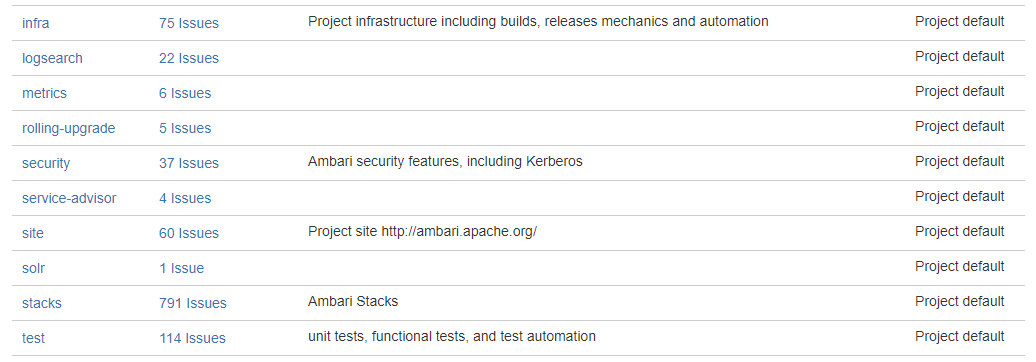 infra 75 Issues Project infrastructure including builds, releases mechanics and automation Project default
logsearch 22 Issues Project default
metrics 6 Issues Project default
rolling-upgrade 5 Issues Project default
security 37 Issues Ambari security features, including Kerberos Project default
service-advisor 4 Issues Project default
site 60 Issues Project site http://ambari.apache.org/ Project default
solr 1 Issue Project default
stacks 791 Issues Ambari Stacks Project default
test 114 Issues unit tests, functional tests, and test automation Project default